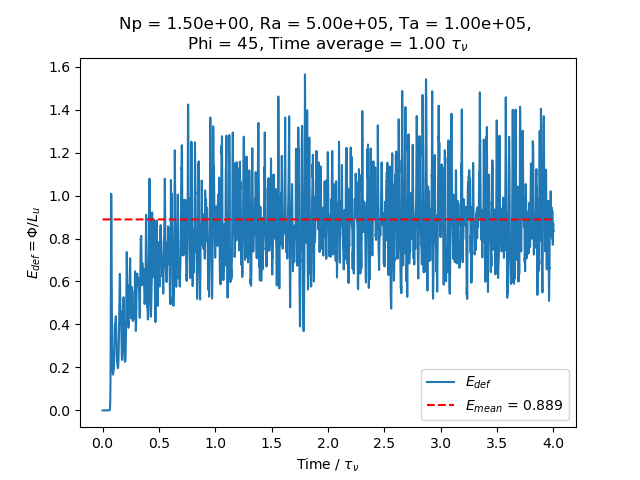 Np = 1.50e+00, Ra = 5.00e+05, Ta = 1.00e+05,
Phi = 45, Time average = 1.00 τ_ν
1.6
1.4
1.2
1.0
0.8
0.6
0.4
0.2
0.0
E_def = Φ/L_u
E_def
E_mean = 0.889
0.0 0.5 1.0 1.5 2.0 2.5 3.0 3.5 4.0
Time / τ_ν